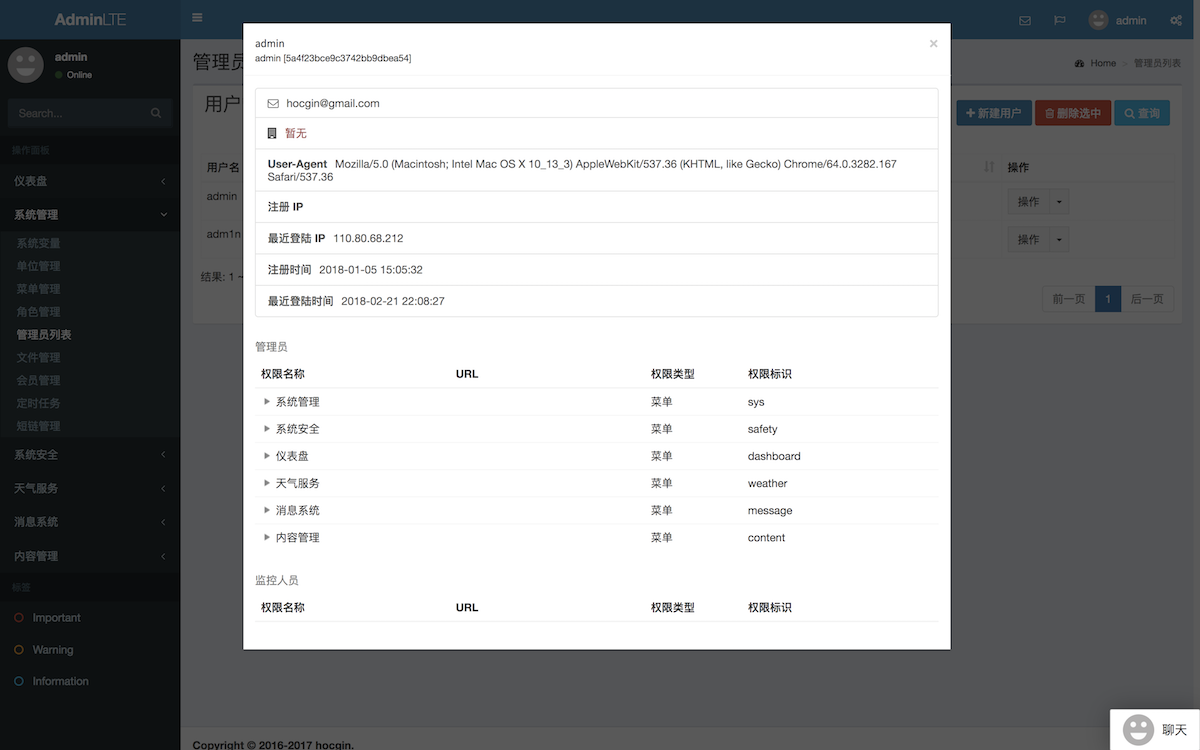 AdminLTE
admin
admin
Online
Search...
操作面板
仪表盘
系统管理
系统变量
单位管理
菜单管理
角色管理
管理员列表
文件管理
会员管理
定时任务
短链管理
系统安全
天气服务
消息系统
内容管理
标签
Important
Warning
Information
管理员
Home > 管理员列表
用户
新建用户 删除选中 查询
用户名 操作
admin 操作
adm1n 操作
结果: 1 ~
前一页 1 后一页
admin
admin [5a4f23bce9c3742bb9dbea54]
×
hocgin@gmail.com
暂无
User-Agent Mozilla/5.0 (Macintosh; Intel Mac OS X 10_13_3) AppleWebKit/537.36 (KHTML, like Gecko) Chrome/64.0.3282.167
Safari/537.36
注册 IP
最近登陆 IP 110.80.68.212
注册时间 2018-01-05 15:05:32
最近登陆时间 2018-02-21 22:08:27
管理员
权限名称 URL 权限类型 权限标识
系统管理 菜单 sys
系统安全 菜单 safety
仪表盘 菜单 dashboard
天气服务 菜单 weather
消息系统 菜单 message
内容管理 菜单 content
监控人员
权限名称 URL 权限类型 权限标识
Copyright © 2016-2017 hocgin.
聊天